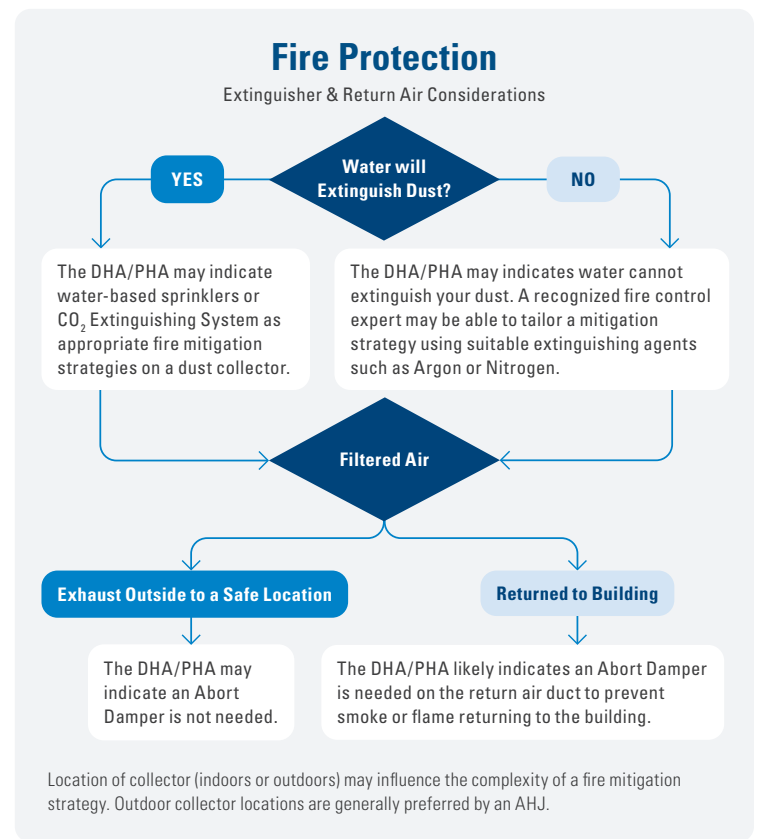 Fire Protection
Extinguisher & Return Air Considerations
Water will
Extinguish Dust?
YES
NO
The DHA/PHA may indicate
water-based sprinklers or
CO₂ Extinguishing System as
appropriate fire mitigation
strategies on a dust collector.
The DHA/PHA may indicates water cannot
extinguish your dust. A recognized fire control
expert may be able to tailor a mitigation
strategy using suitable extinguishing agents
such as Argon or Nitrogen.
Filtered Air
Exhaust Outside to a Safe Location
Returned to Building
The DHA/PHA may
indicate an Abort
Damper is not needed.
The DHA/PHA likely indicates an Abort Damper
is needed on the return air duct to prevent
smoke or flame returning to the building.
Location of collector (indoors or outdoors) may influence the complexity of a fire mitigation
strategy. Outdoor collector locations are generally preferred by an AHJ.